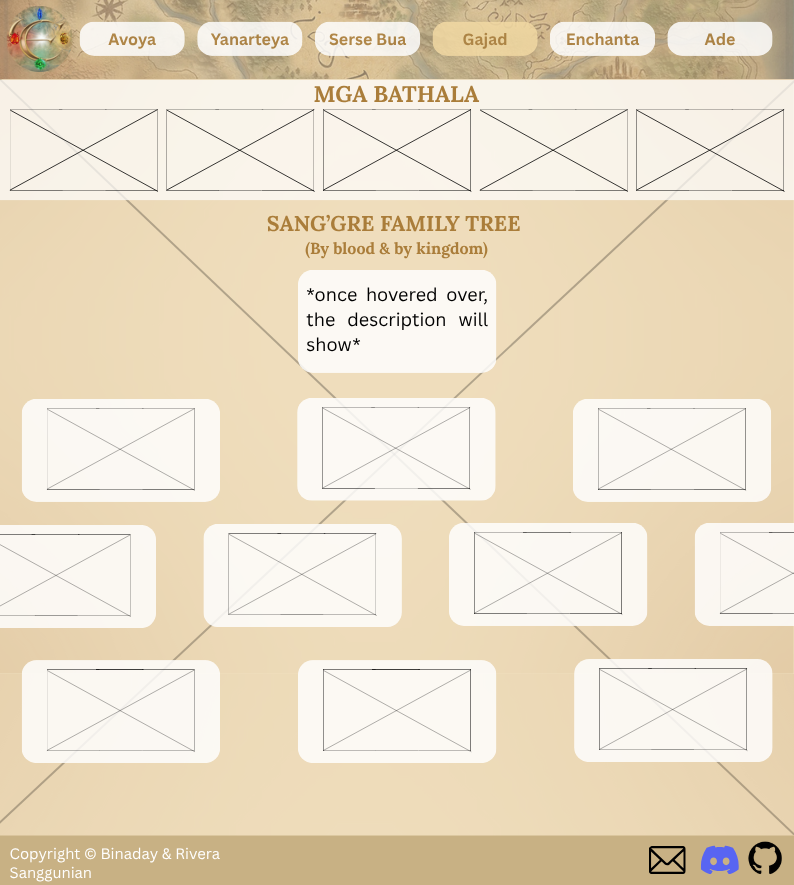 Avoya
Yanarteya
Serse Bua
Gajad
Enchanta
Ade
MGA BATHALA
SANG’GRE FAMILY TREE
(By blood & by kingdom)
*once hovered over,
the description will
show*
Copyright © Binaday & Rivera
Sanggunian